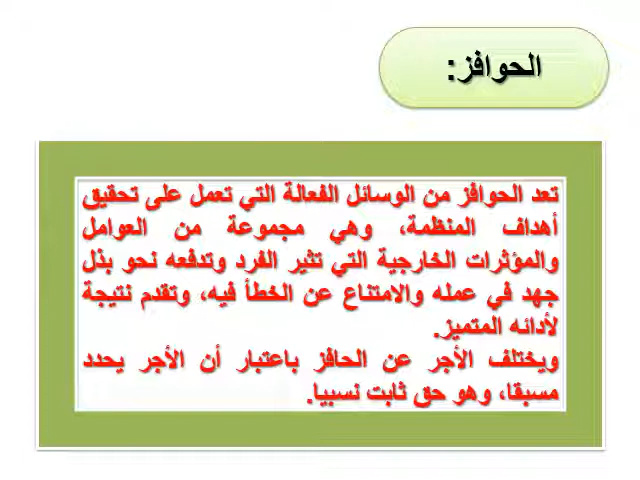 الحوافز:
تعد الحوافز من الوسائل الفعالة التي تعمل على تحقيق
أهداف المنظمة، وهي مجموعة من العوامل
والمؤثرات الخارجية التي تثير الفرد وتدفعه نحو بذل
جهد في عمله والامتناع عن الخطأ فيه، وتقدم نتيجة
لأدائه المتميز.
ويختلف الأجر عن الحافز باعتبار أن الأجر يحدد
مسبقا، وهو حق ثابت نسبيا.